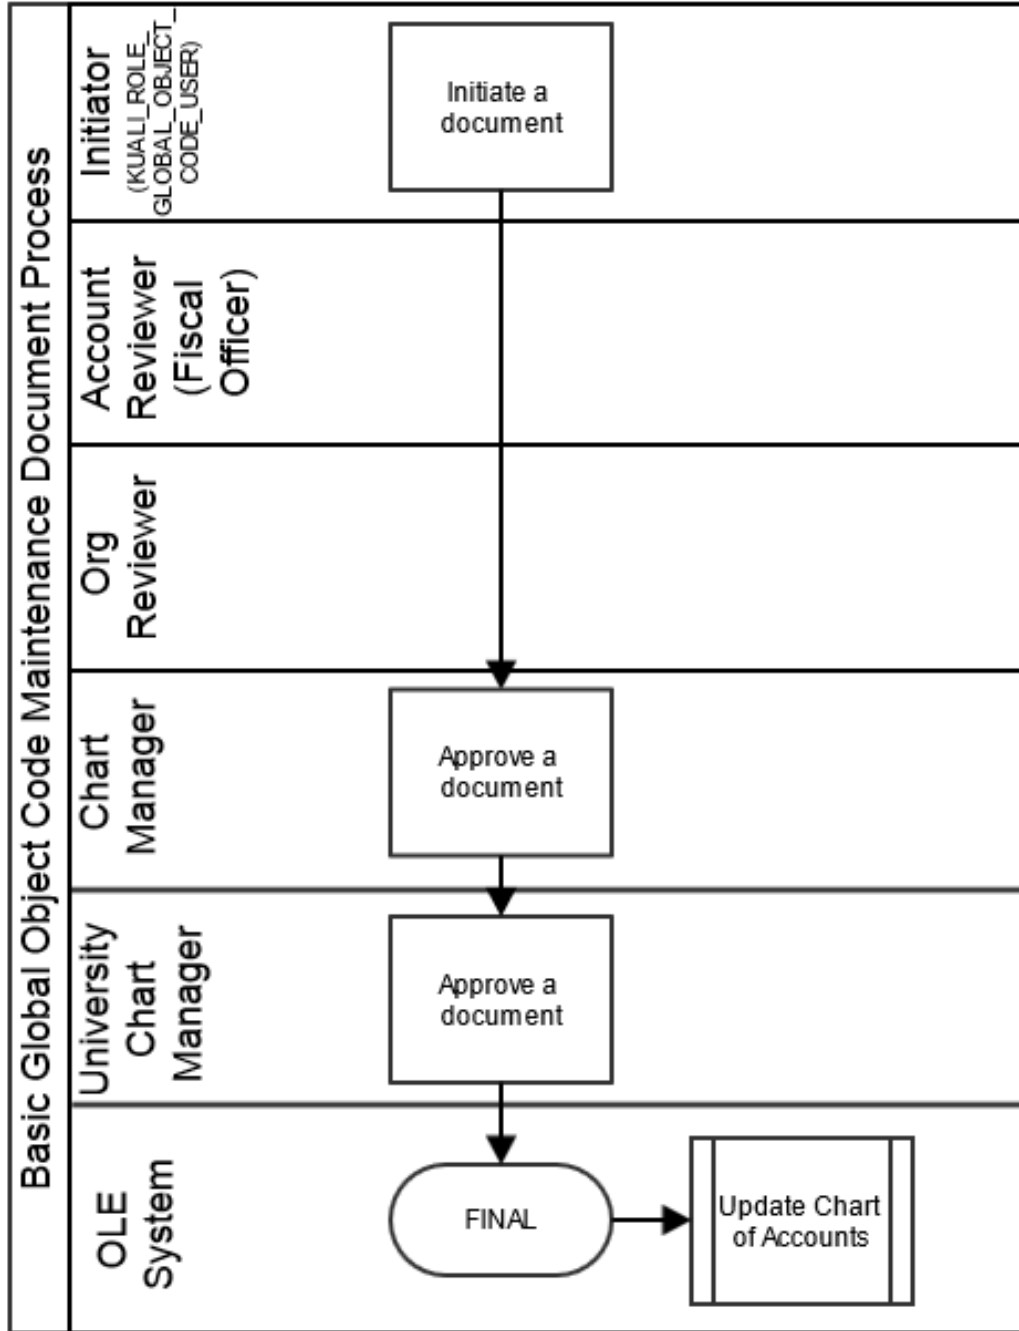 Basic Global Object Code Maintenance Document Process
Initiator
(KUALI_ROLE_
GLOBAL_OBJECT_
CODE_USER)
Initiate a
document
Account
Reviewer
(Fiscal
Officer)
Org
Reviewer
Chart
Manager
Approve a
document
University
Chart
Manager
Approve a
document
OLE
System
FINAL
Update Chart
of Accounts